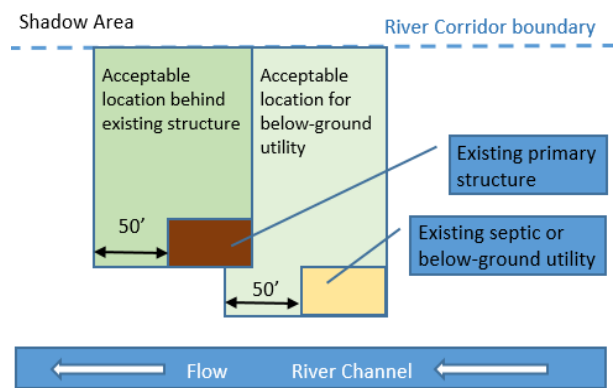 Shadow Area
River Corridor boundary
Acceptable
location behind
existing structure
Acceptable
location for
below-ground
utility
Existing primary
structure
50’
Existing septic or
below-ground utility
50’
Flow
River Channel